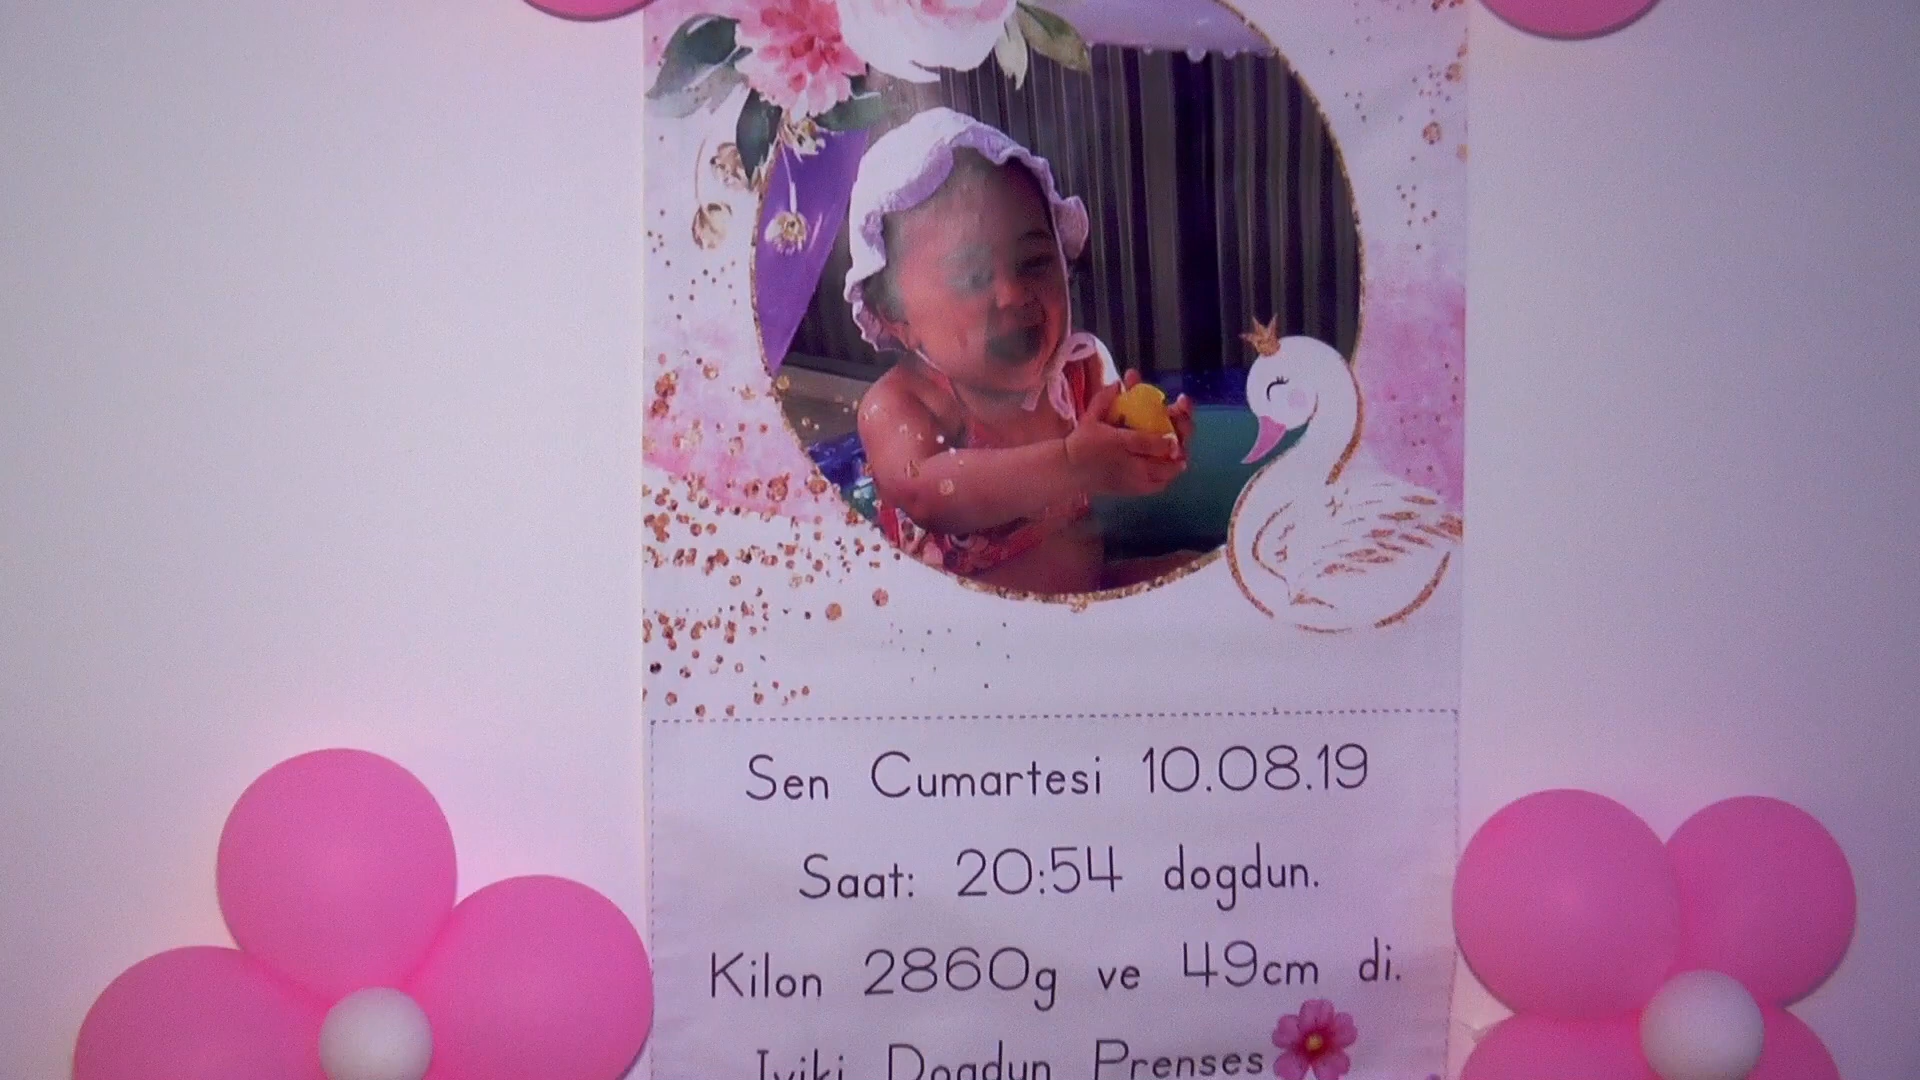 Sen Cumartesi 10.08.19
Saat: 20:54 dogdun.
Kilon 2860g ve 49cm di.
Iyiki Dogdun Prenses